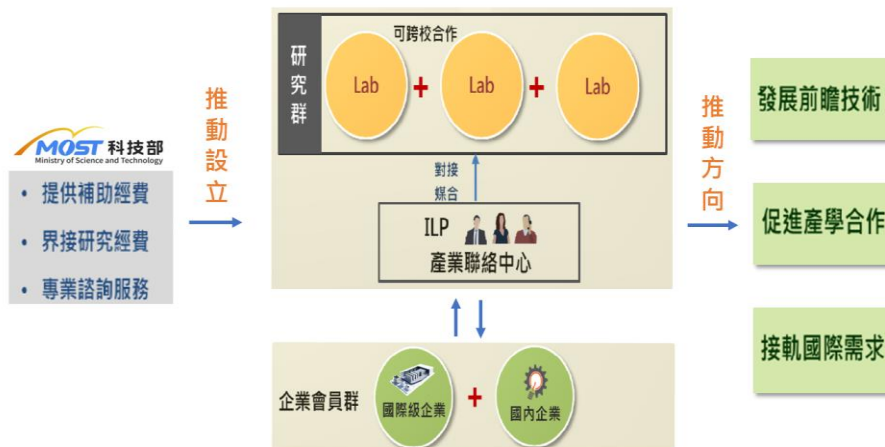 MOST 科技部
Ministry of Science and Technology
• 提供補助經費
• 界接研究經費
• 專業諮詢服務
推動設立
研究群
可跨校合作
Lab + Lab + Lab
對接
媒合
ILP
產業聯絡中心
企業會員群
國際級企業 + 國內企業
推動方向
發展前瞻技術
促進產學合作
接軌國際需求